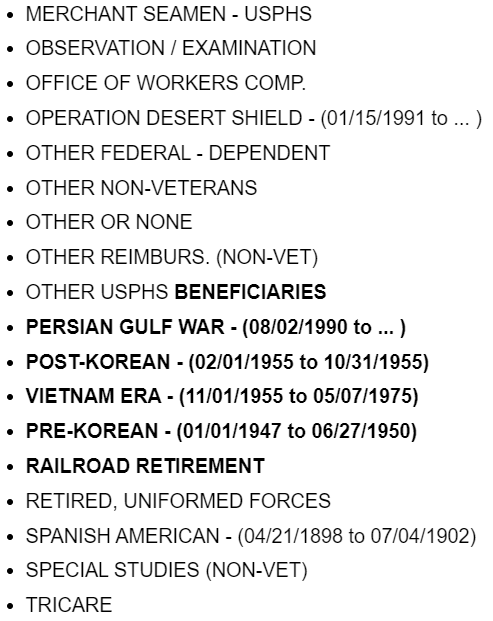 • MERCHANT SEAMEN - USPHS
• OBSERVATION / EXAMINATION
• OFFICE OF WORKERS COMP.
• OPERATION DESERT SHIELD - (01/15/1991 to ... )
• OTHER FEDERAL - DEPENDENT
• OTHER NON-VETERANS
• OTHER OR NONE
• OTHER REIMBURS. (NON-VET)
• OTHER USPHS BENEFICIARIES
• PERSIAN GULF WAR - (08/02/1990 to ... )
• POST-KOREAN - (02/01/1955 to 10/31/1955)
• VIETNAM ERA - (11/01/1955 to 05/07/1975)
• PRE-KOREAN - (01/01/1947 to 06/27/1950)
• RAILROAD RETIREMENT
• RETIRED, UNIFORMED FORCES
• SPANISH AMERICAN - (04/21/1898 to 07/04/1902)
• SPECIAL STUDIES (NON-VET)
• TRICARE